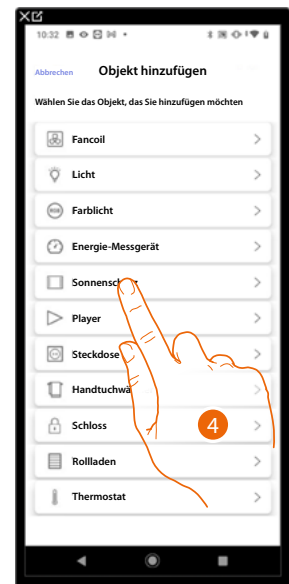 10:32
Abbrechen Objekt hinzufügen
Wählen Sie das Objekt, das Sie hinzufügen möchten
Fancoil
Licht
RGB Farblicht
Energie-Messgerät
Player
Steckdose
Schloss
4
Rollladen
Thermostat